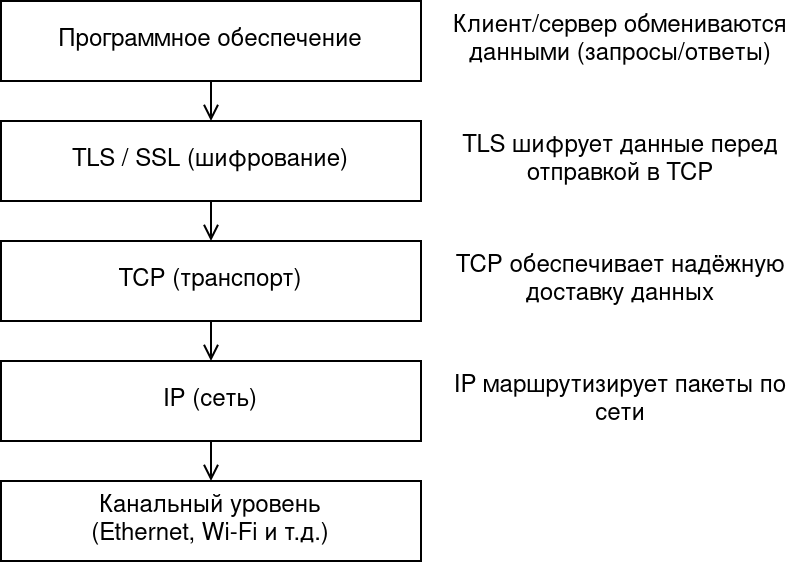 Программное обеспечение
Клиент/сервер обмениваются
данными (запросы/ответы)
TLS / SSL (шифрование)
TLS шифрует данные перед
отправкой в TCP
TCP (транспорт)
TCP обеспечивает надёжную
доставку данных
IP (сеть)
IP маршрутизирует пакеты по
сети
Канальный уровень
(Ethernet, Wi-Fi и т.д.)